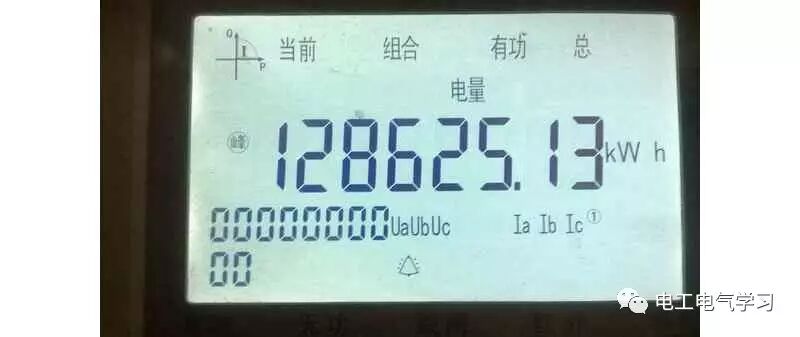 Q
I
P
当前 组合 有功 总
电量
峰 128625.13 kW h
00000000 UaUbUc Ia Ib Ic ①
00
电工电气学习